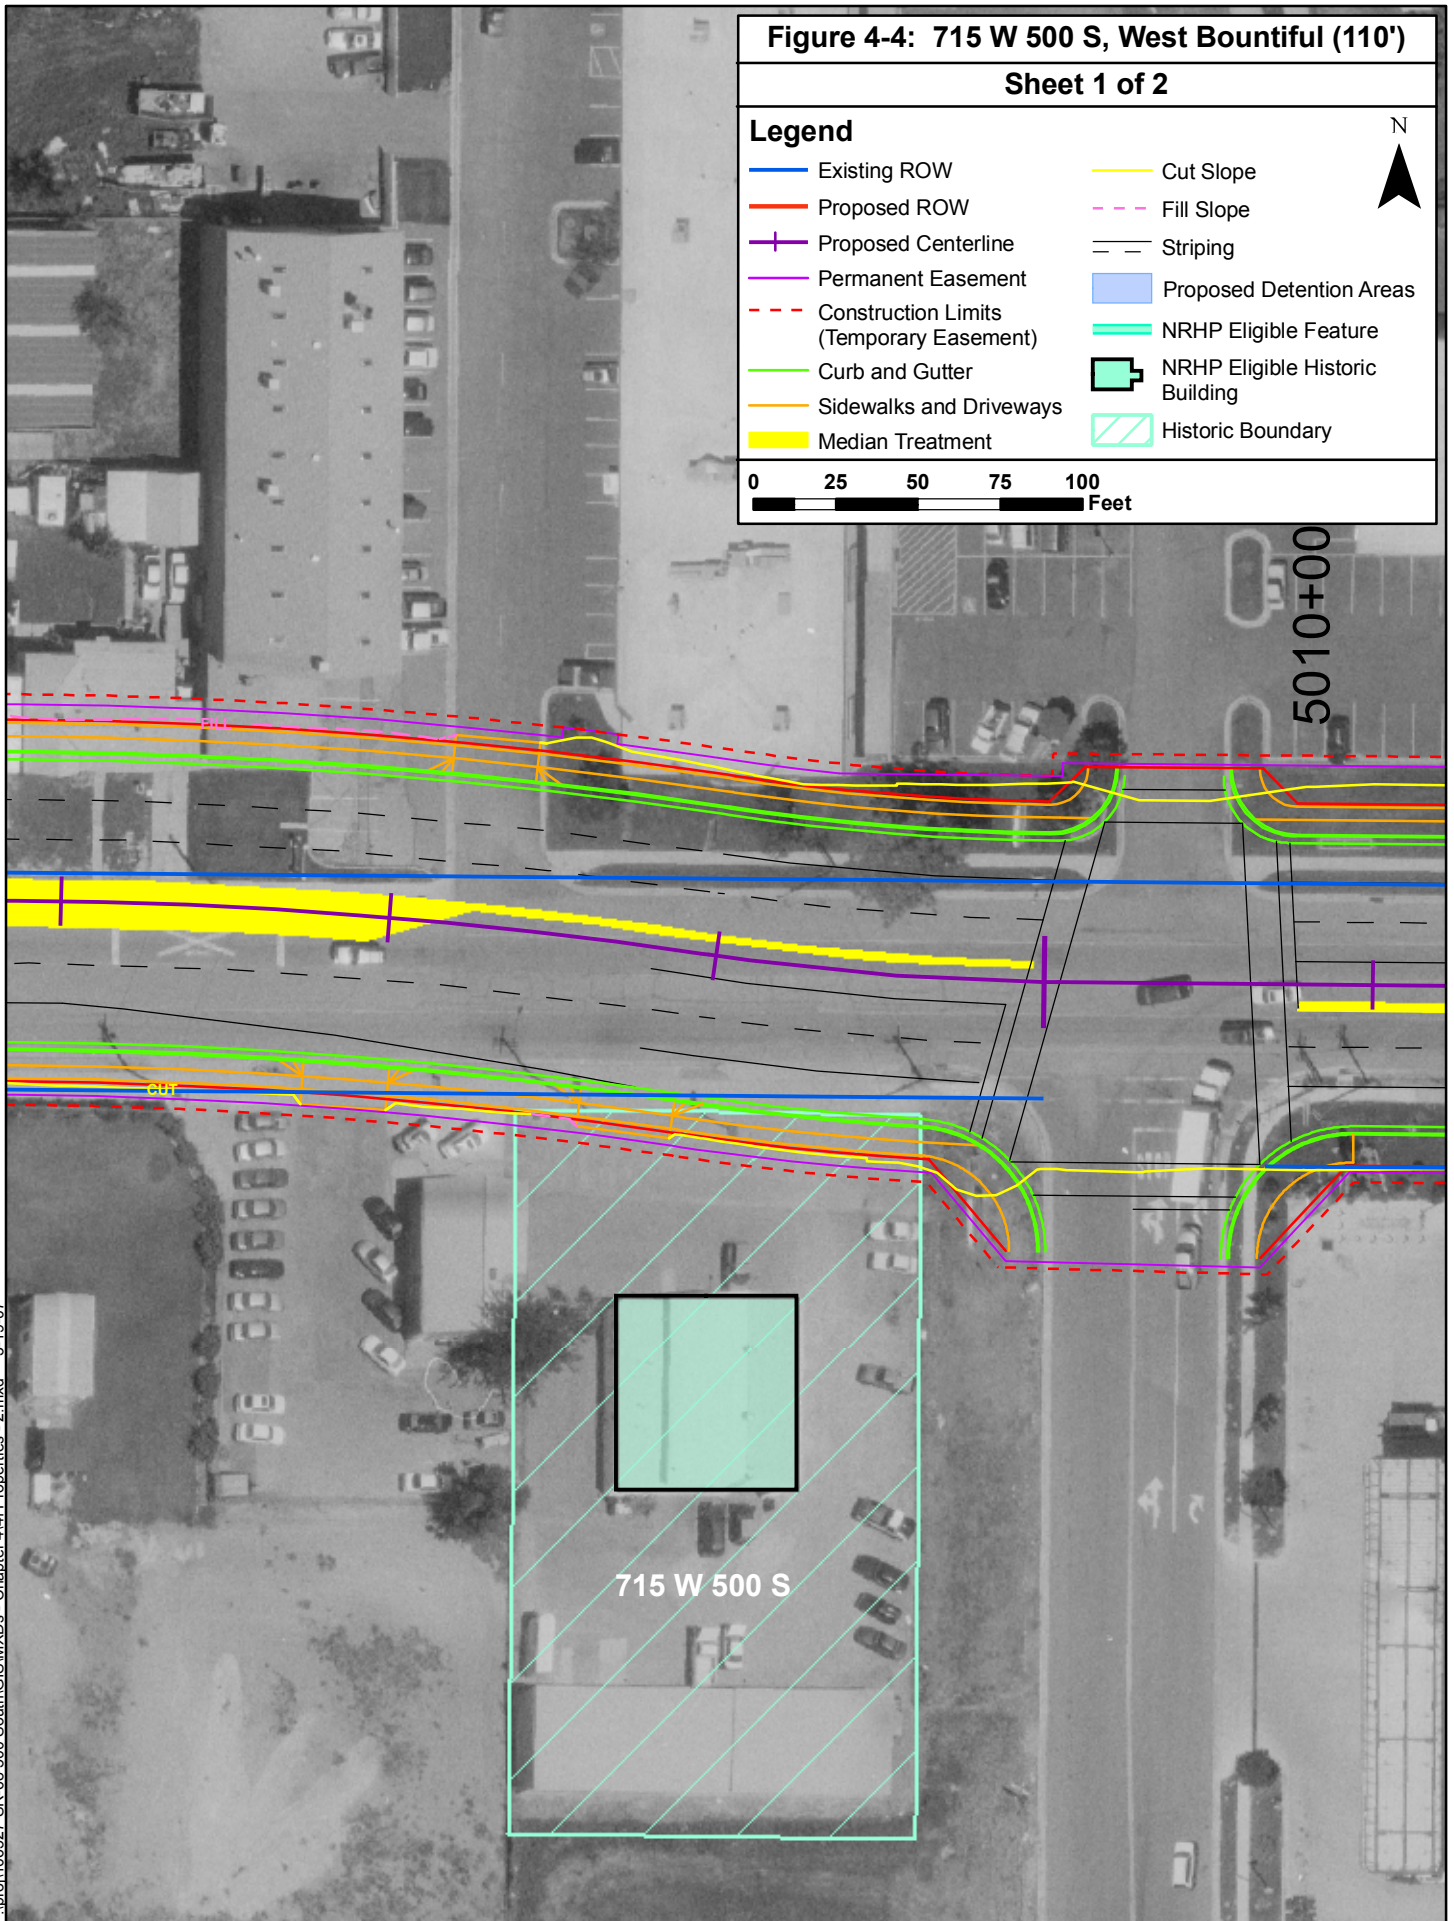 Figure 4-4: 715 W 500 S, West Bountiful (110')
Sheet 1 of 2
Legend
N
Existing ROW
Proposed ROW
Proposed Centerline
Permanent Easement
Construction Limits
(Temporary Easement)
Curb and Gutter
Sidewalks and Driveways
Median Treatment
Cut Slope
Fill Slope
Striping
Proposed Detention Areas
NRHP Eligible Feature
NRHP Eligible Historic
Building
Historic Boundary
0 25 50 75 100
Feet
5010+00
FILL
CUT
715 W 500 S